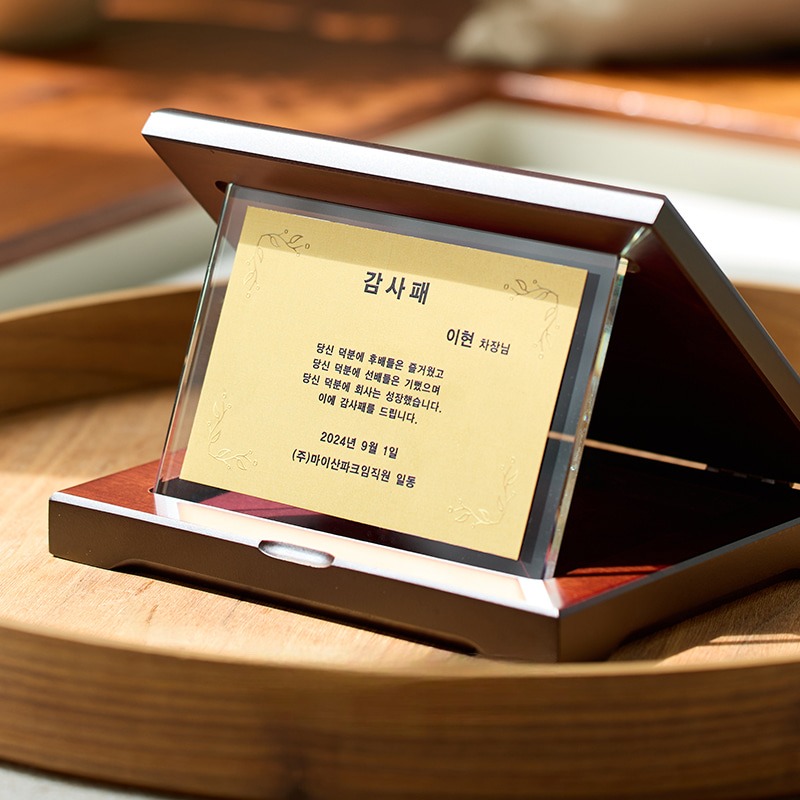 감사패
이현 차장님
당신 덕분에 후배들은 즐거웠고
당신 덕분에 선배들은 기뻤으며
당신 덕분에 회사는 성장했습니다.
이에 감사패를 드립니다.
2024년 9월 1일
(주)마이산파크임직원 일동